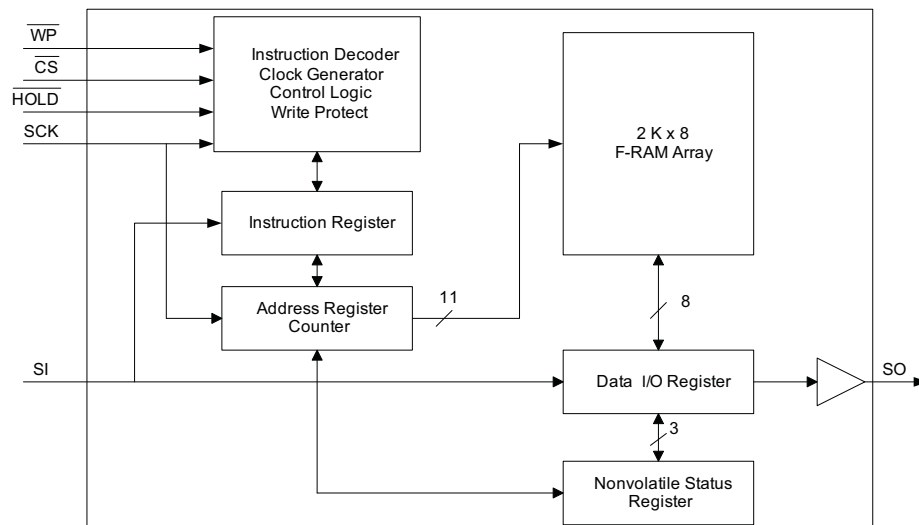 WP
CS
HOLD
SCK
Instruction Decoder
Clock Generator
Control Logic
Write Protect
2 K x 8
F-RAM Array
Instruction Register
Address Register
Counter
11
8
SI
Data I/O Register
SO
3
Nonvolatile Status
Register